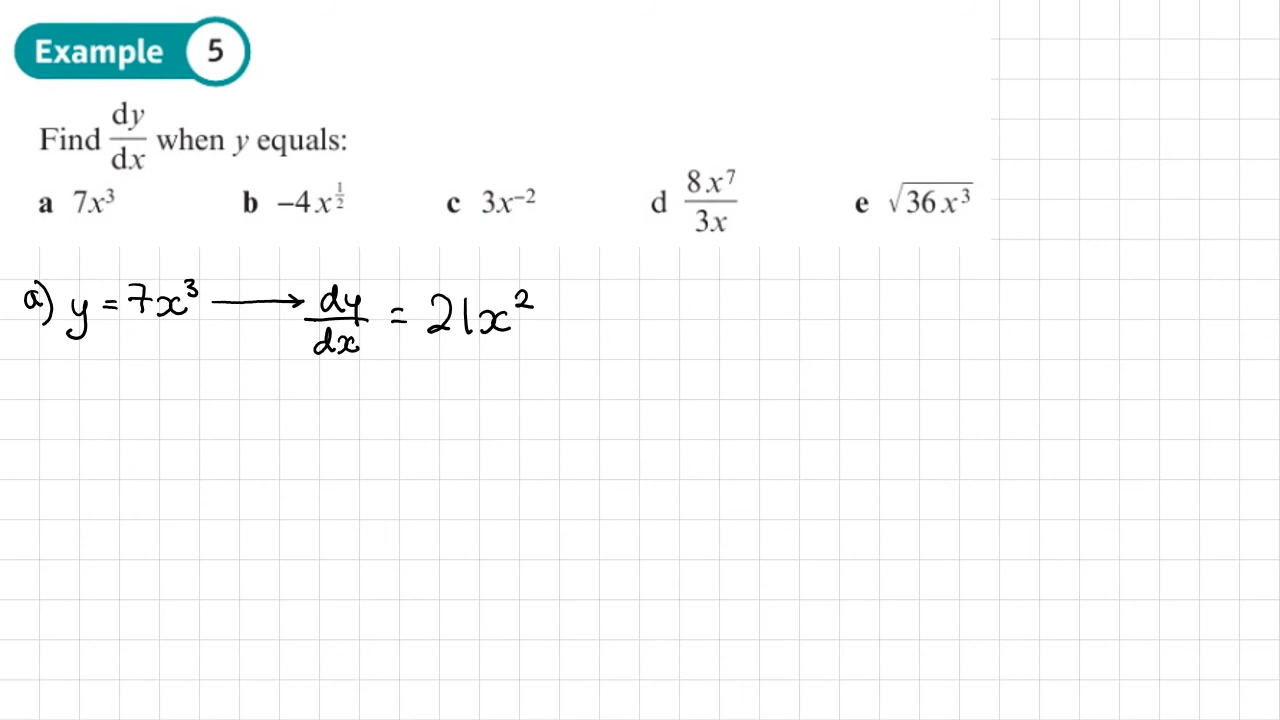 Example 5
Find dy/dx when y equals:
a 7x³ b –4x^½ c 3x⁻² d 8x⁷/3x e √36x³
a) y = 7x³ → dy/dx = 21x²